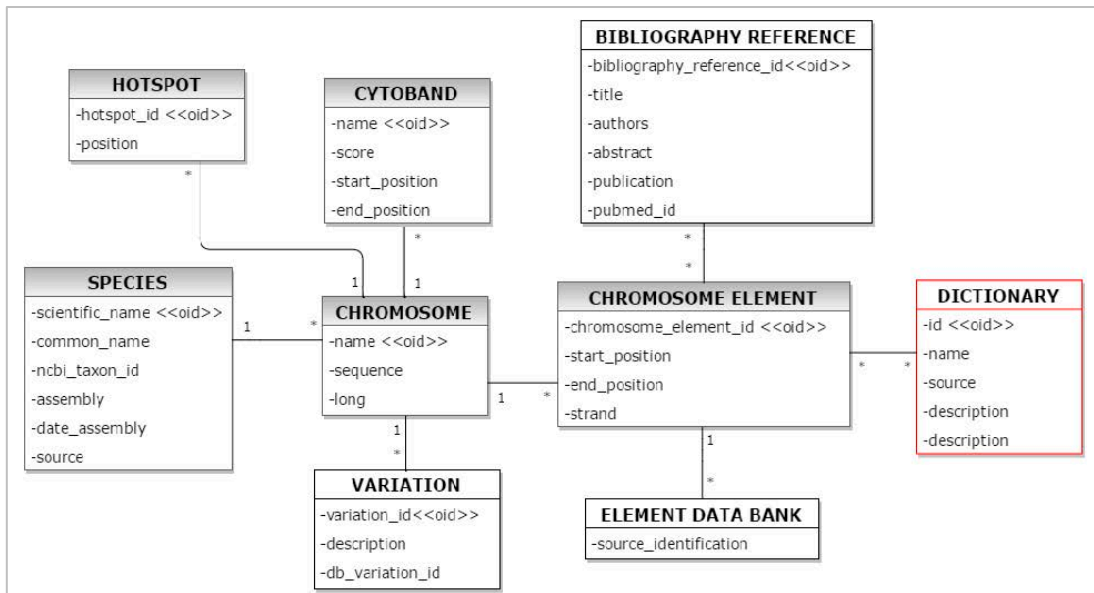 HOTSPOT
-hotspot_id <<oid>>
-position
*
CYTOBAND
-name <<oid>>
-score
-start_position
-end_position
*
BIBLIOGRAPHY REFERENCE
-bibliography_reference_id<<oid>>
-title
-authors
-abstract
-publication
-pubmed_id
*
*
SPECIES
-scientific_name <<oid>>
-common_name
-ncbi_taxon_id
-assembly
-date_assembly
-source
1
*
1
1
CHROMOSOME
-name <<oid>>
-sequence
-long
1
*
CHROMOSOME ELEMENT
-chromosome_element_id <<oid>>
-start_position
-end_position
-strand
*
*
DICTIONARY
-id <<oid>>
-name
-source
-description
-description
1
*
VARIATION
-variation_id<<oid>>
-description
-db_variation_id
1
*
ELEMENT DATA BANK
-source_identification